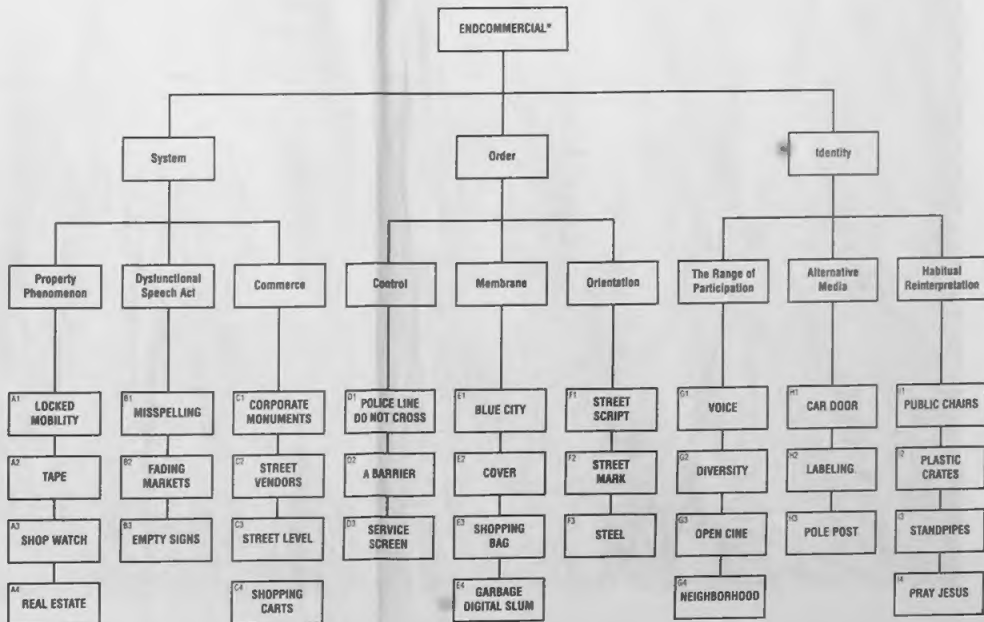 ENDCOMMERCIAL®
System
Order
Identity
Property
Phenomenon
Dysfunctional
Speech Act
Commerce
Control
Membrane
Orientation
The Range of
Participation
Alternative
Media
Habitual
Reinterpretation
A1
LOCKED
MOBILITY
B1
MISSPELLING
C1
CORPORATE
MONUMENTS
D1
POLICE LINE
DO NOT CROSS
E1
BLUE CITY
F1
STREET
SCRIPT
G1
VOICE
H1
CAR DOOR
I1
PUBLIC CHAIRS
A2
TAPE
B2
FADING
MARKETS
C2
STREET
VENDORS
D2
A BARRIER
E2
COVER
F2
STREET
MARK
G2
DIVERSITY
H2
LABELING
I2
PLASTIC
CRATES
A3
SHOP WATCH
B3
EMPTY SIGNS
C3
STREET LEVEL
D3
SERVICE
SCREEN
E3
SHOPPING
BAG
F3
STEEL
G3
OPEN CINE
H3
POLE POST
I3
STANDPIPES
A4
REAL ESTATE
C4
SHOPPING
CARTS
E4
GARBAGE
DIGITAL SLUM
G4
NEIGHBORHOOD
I4
PRAY JESUS